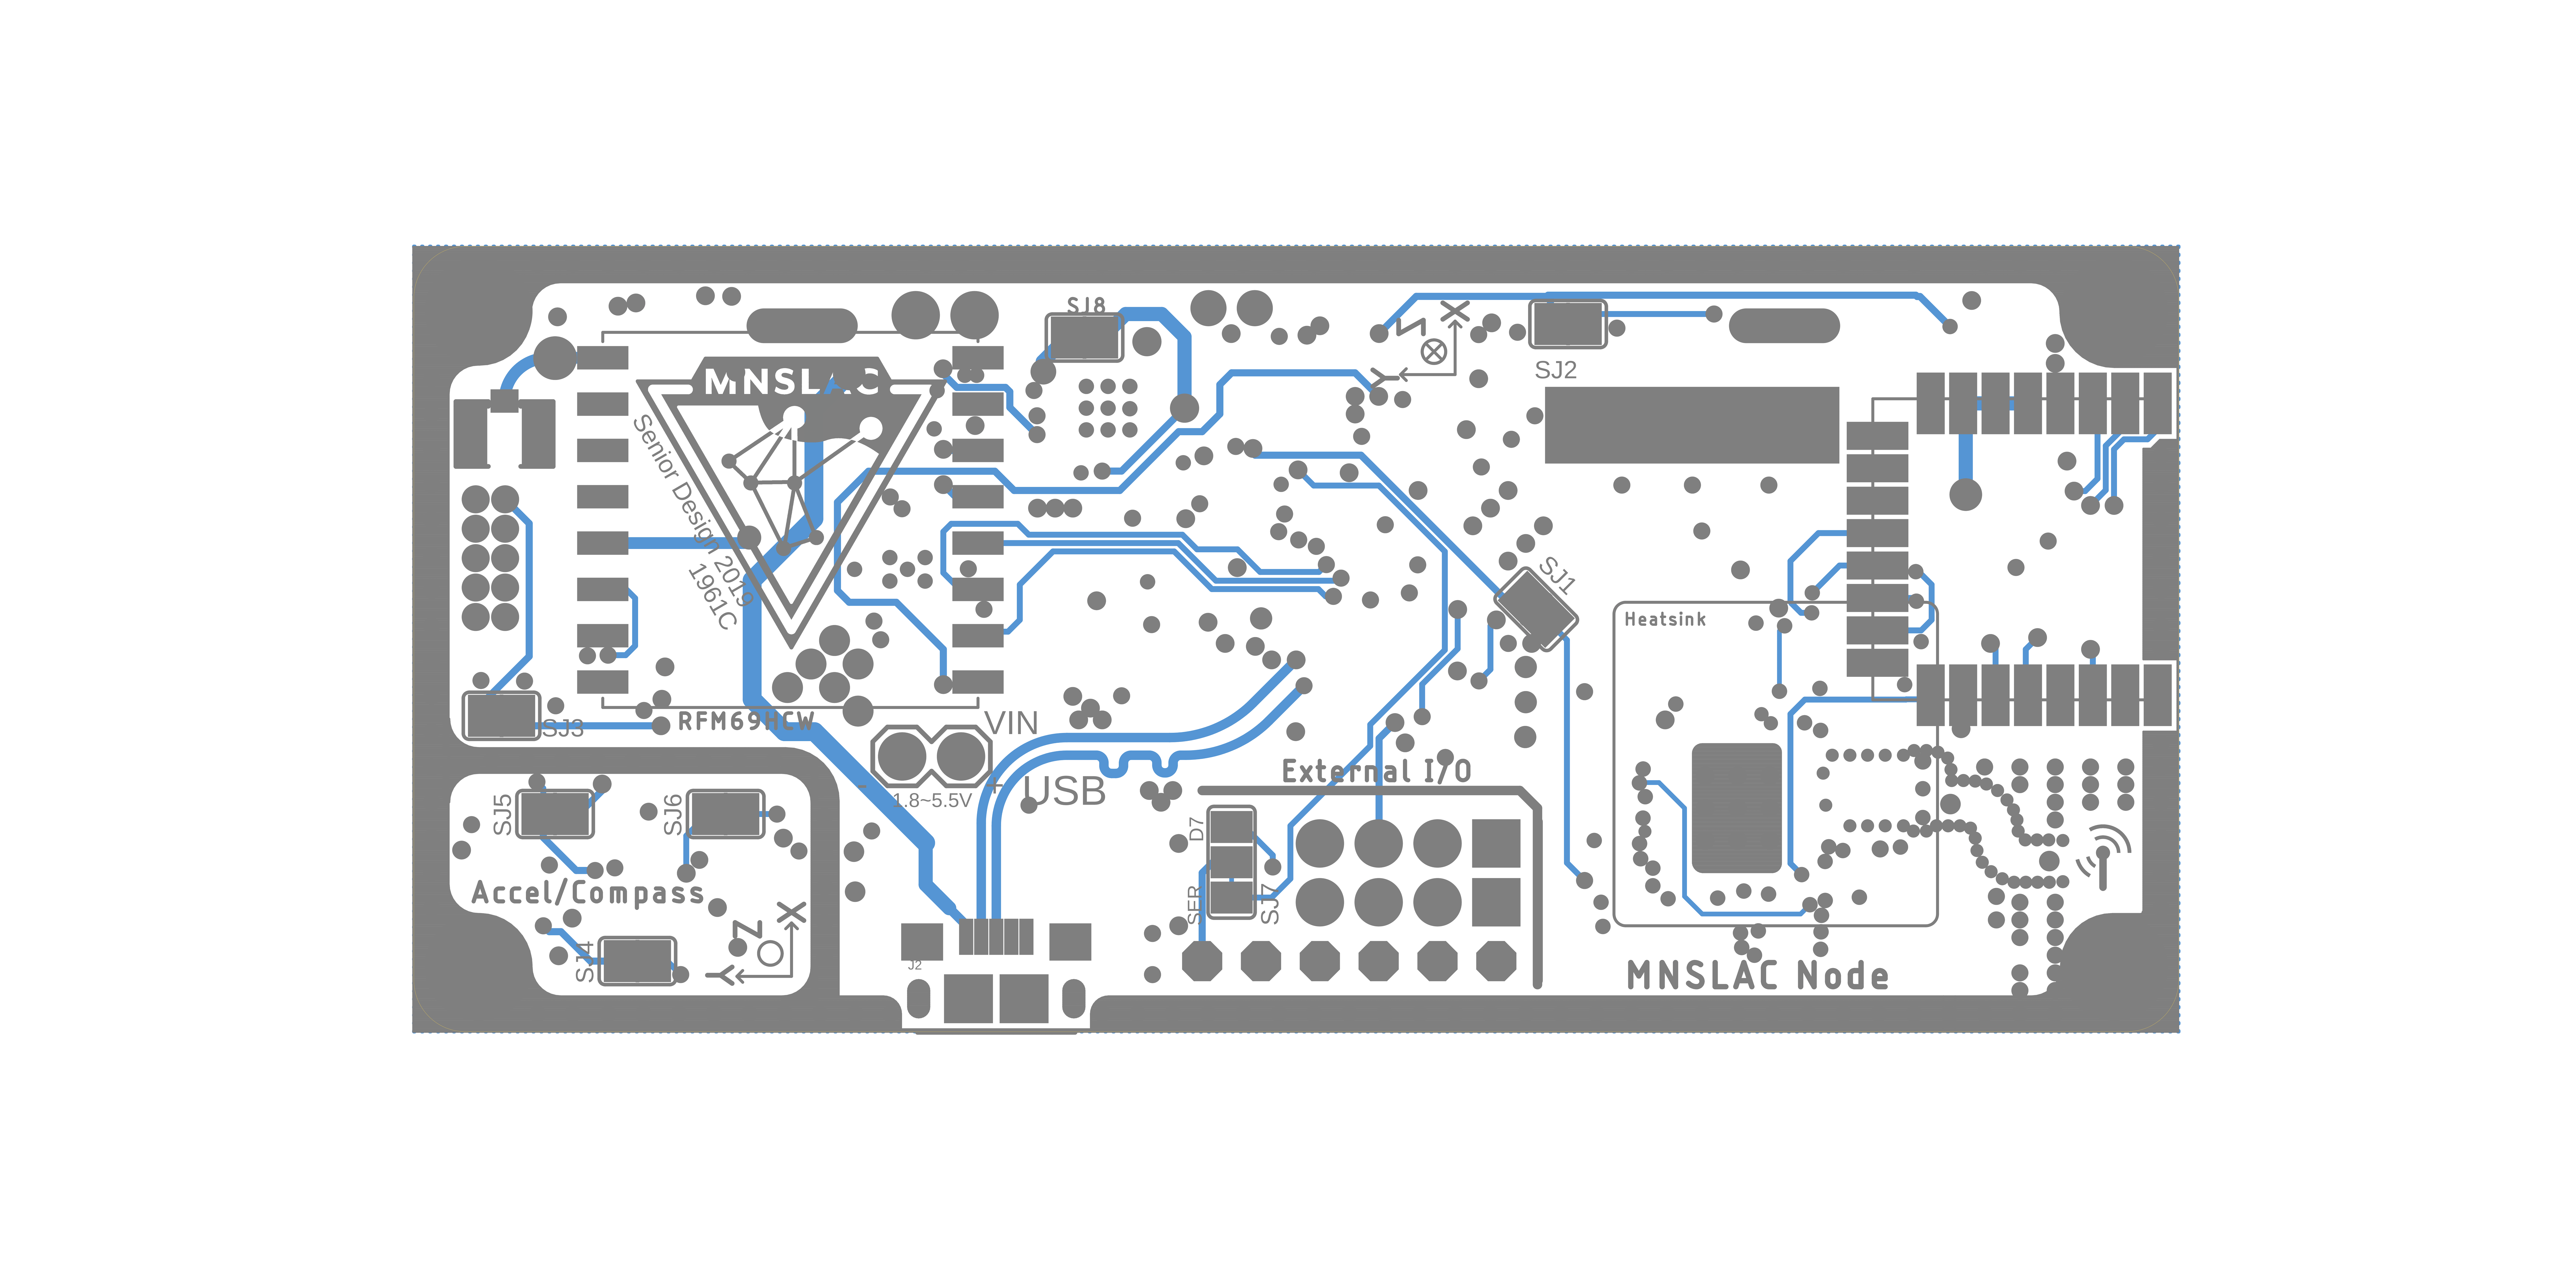 SJ8
X
Z
Y
SJ2
MNSLAC
Senior Design 2019
1961C
SJ1
Heatsink
SJ3
RFM69HCW
VIN
- +
1.8~5.5V
USB
External I/O
SJ5
SJ6
D7
SER
SJ7
Accel/Compass
X
Z
Y
SJ4
J2
MNSLAC Node